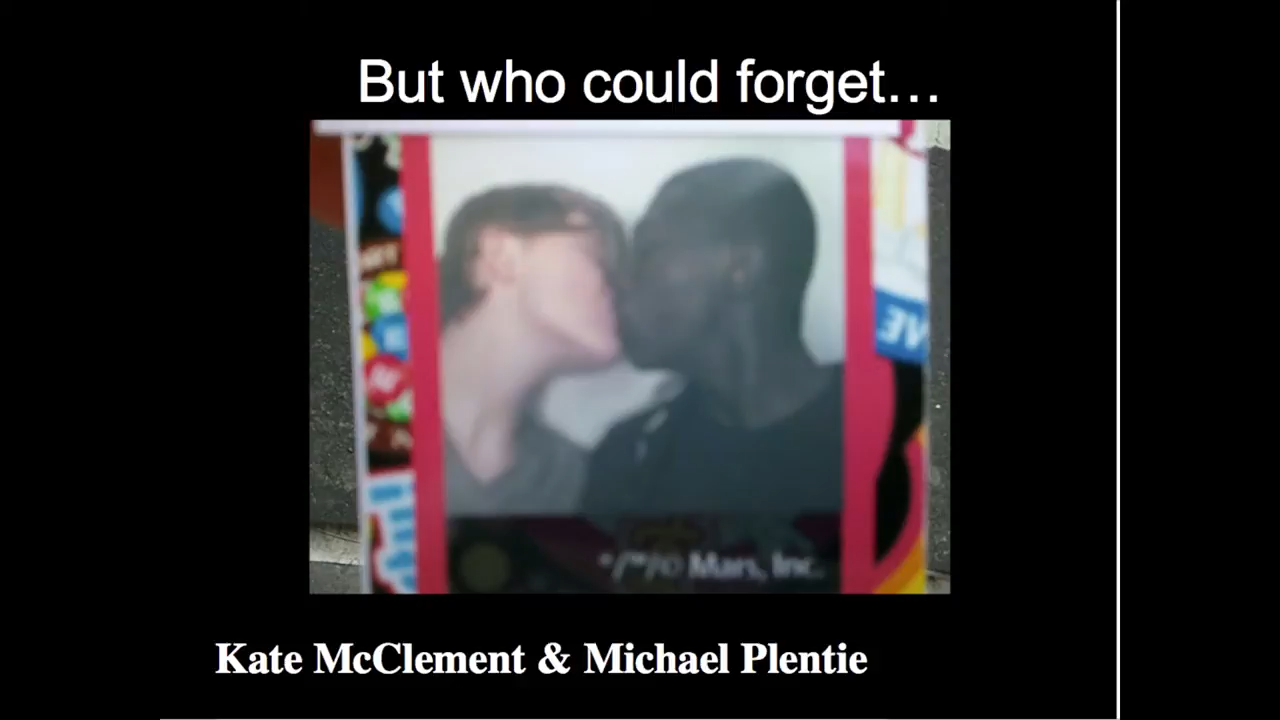 But who could forget…
Mars, Inc.
Kate McClement & Michael Plentie